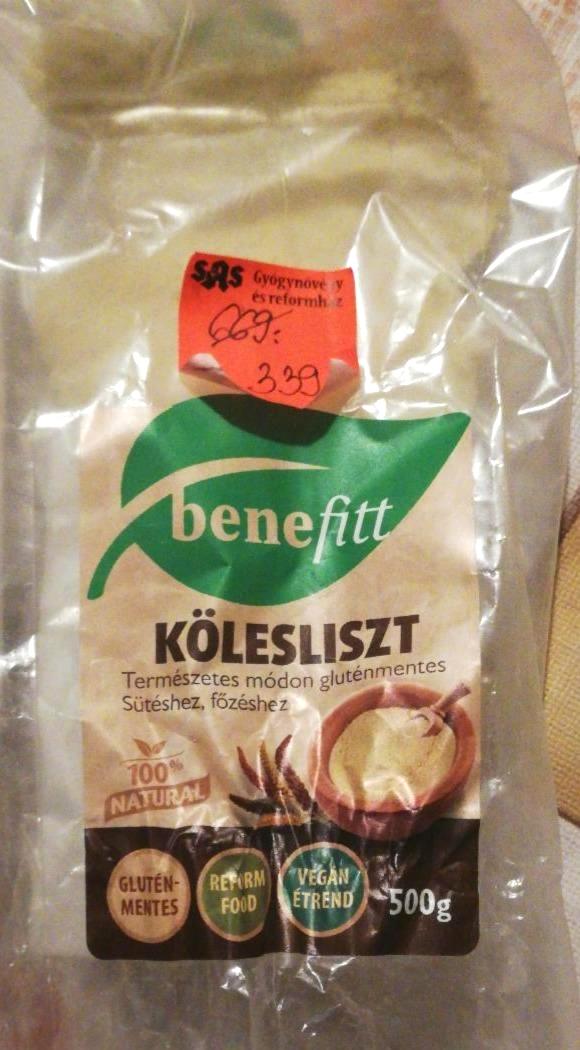 SAS Gyógynövény
és reformház
669.-
339
benefitt
KÖLESLISZT
Természetes módon gluténmentes
Sütéshez, főzéshez
100%
NATURAL
GLUTÉN-
MENTES
REFORM
FOOD
VEGÁN
ÉTREND
500g